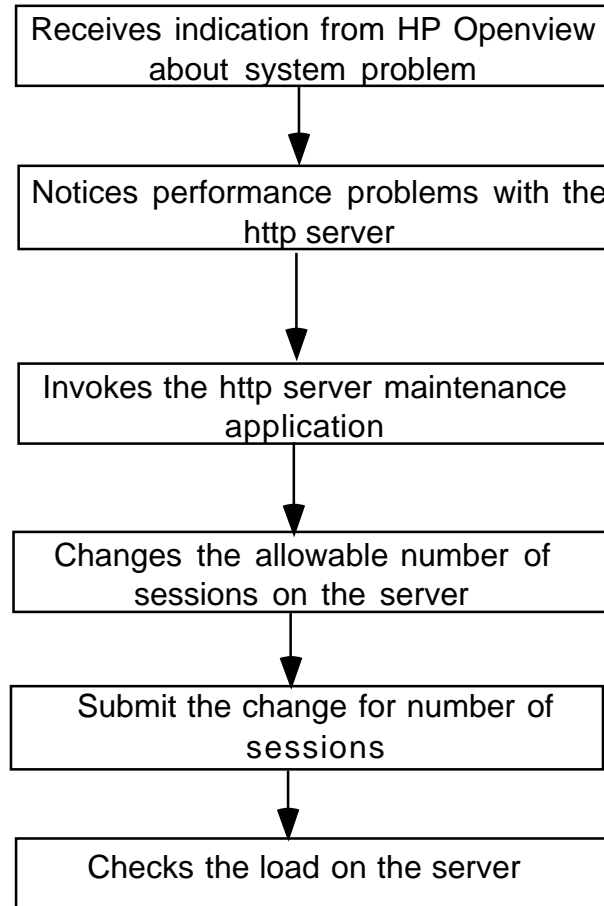 Receives indication from HP Openview
about system problem
Notices performance problems with the
http server
Invokes the http server maintenance
application
Changes the allowable number of
sessions on the server
Submit the change for number of
sessions
Checks the load on the server